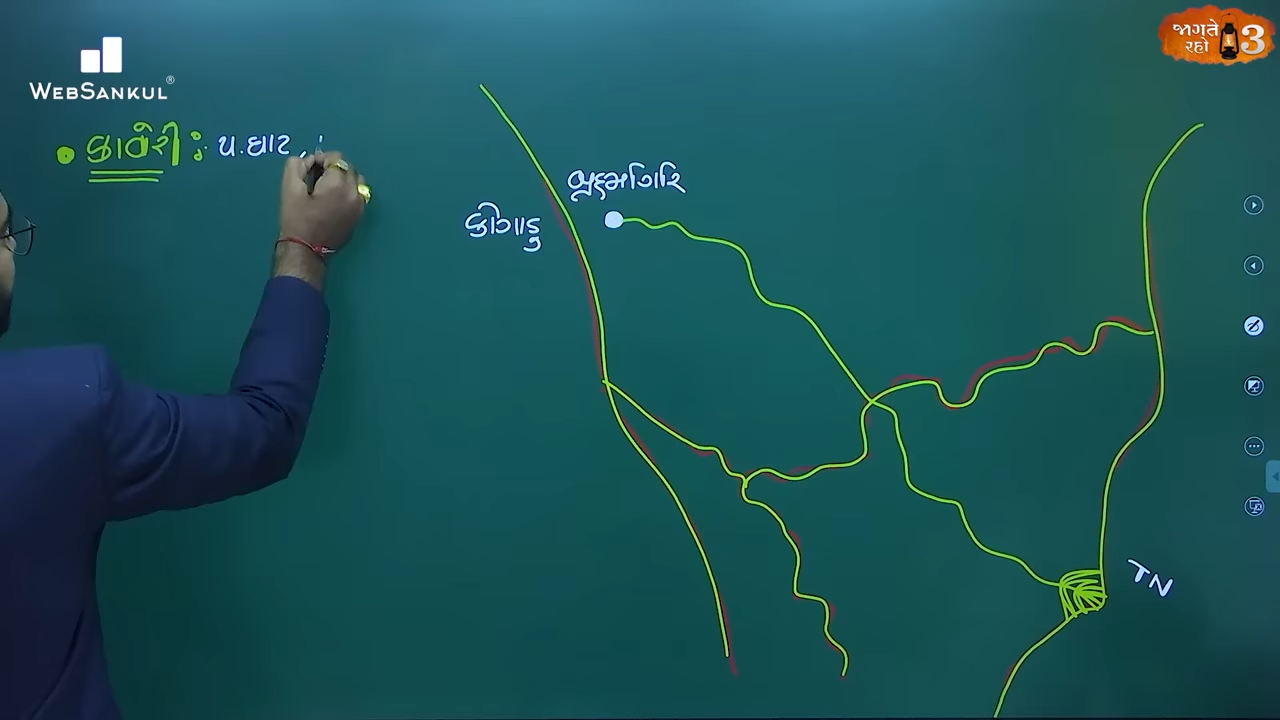 WEBSANKUL®
જાગતે રહો 3
• કાવેરી : પ.ઘાટ,
બ્રહ્મગિરિ
કોગાડુ
TN